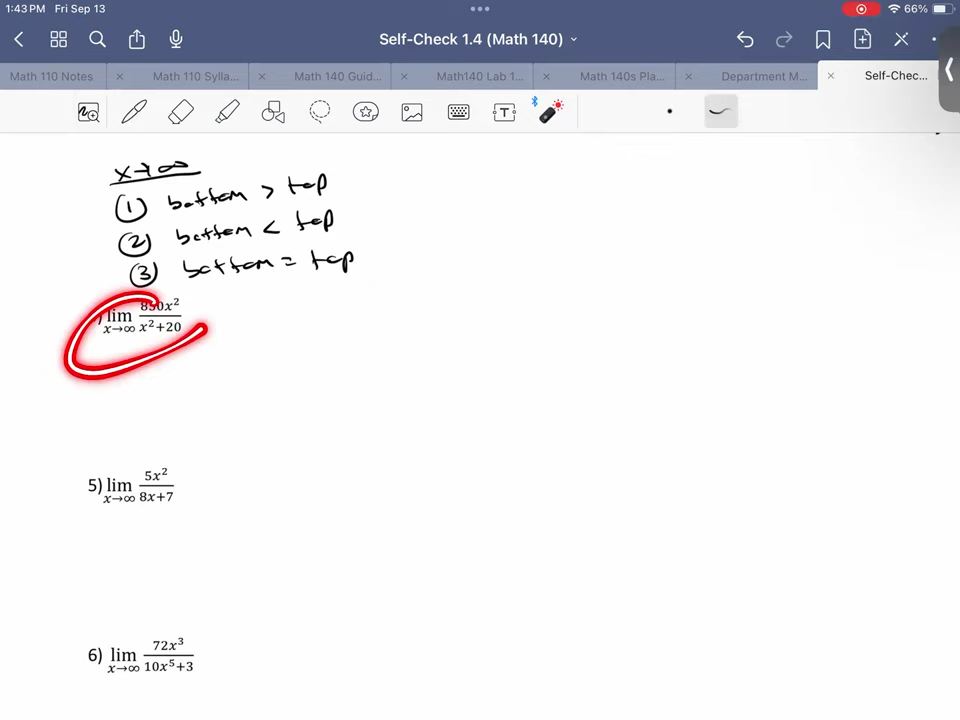 1:43 PM Fri Sep 13
66%
Self-Check 1.4 (Math 140)
Math 110 Notes
Math 110 Sylla...
Math 140 Guid...
Math140 Lab 1...
Math 140s Pla...
Department M...
Self-Chec...
x→∞
① bottom > top
② bottom < top
③ bottom = top
) lim x→∞ 850x²/x²+20
5) lim x→∞ 5x²/8x+7
6) lim x→∞ 72x³/10x⁵+3